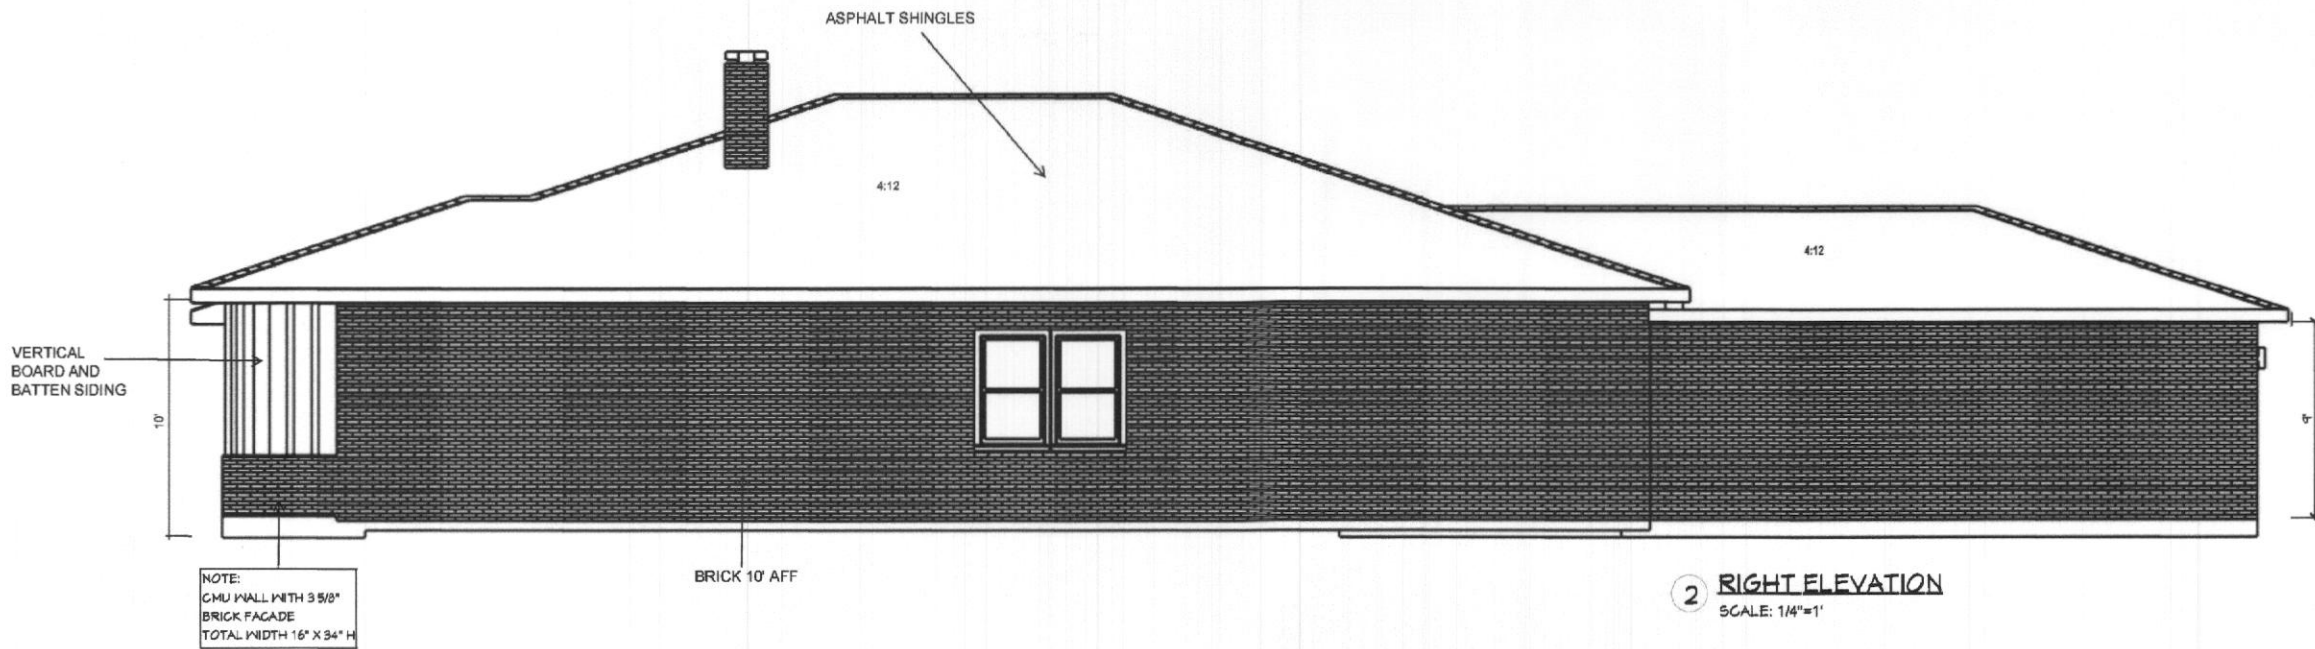 ASPHALT SHINGLES
4:12
4:12
VERTICAL
BOARD AND
BATTEN SIDING
10'
9'
NOTE:
CMU WALL WITH 3 5/8"
BRICK FACADE
TOTAL WIDTH 16" X 34" H
BRICK 10' AFF
2 RIGHT ELEVATION
SCALE: 1/4"=1'